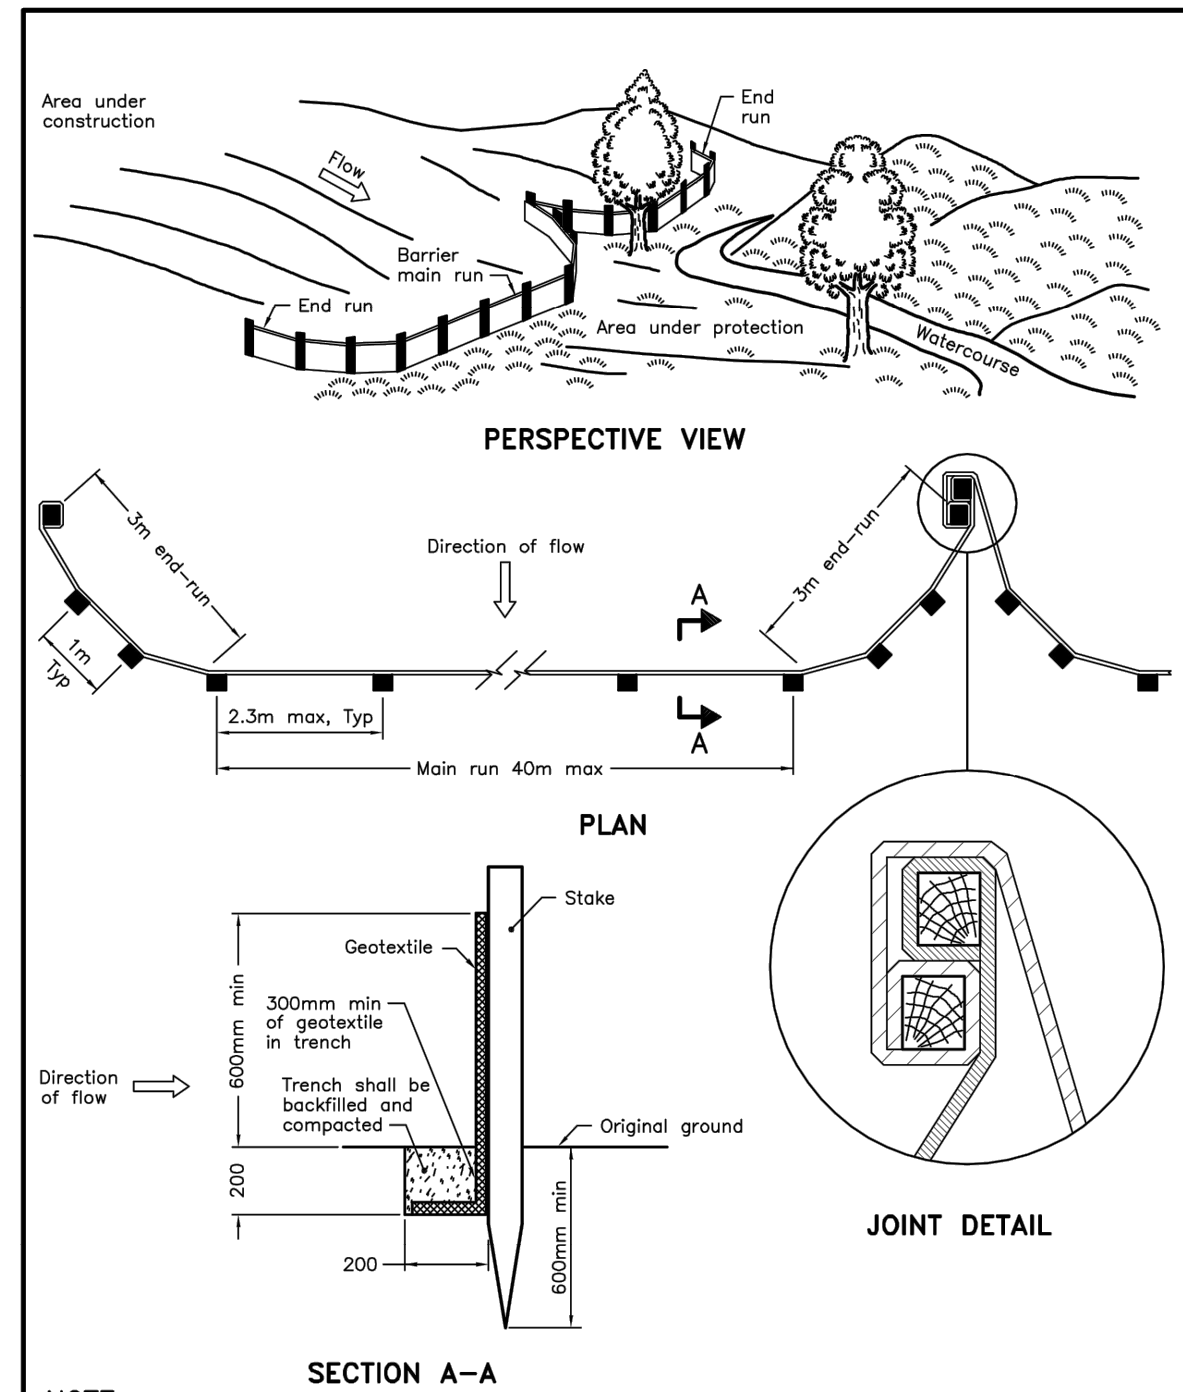 Area under
construction
Flow
End
run
Barrier
main run
End run
Area under protection
Watercourse
PERSPECTIVE VIEW
3m end-run
Direction of flow
3m end-run
A
1m
Typ
2.3m max, Typ
A
Main run 40m max
PLAN
Stake
Geotextile
600mm min
300mm min
of geotextile
in trench
Direction
of flow
Trench shall be
backfilled and
compacted
Original ground
200
600mm min
200
JOINT DETAIL
SECTION A-A